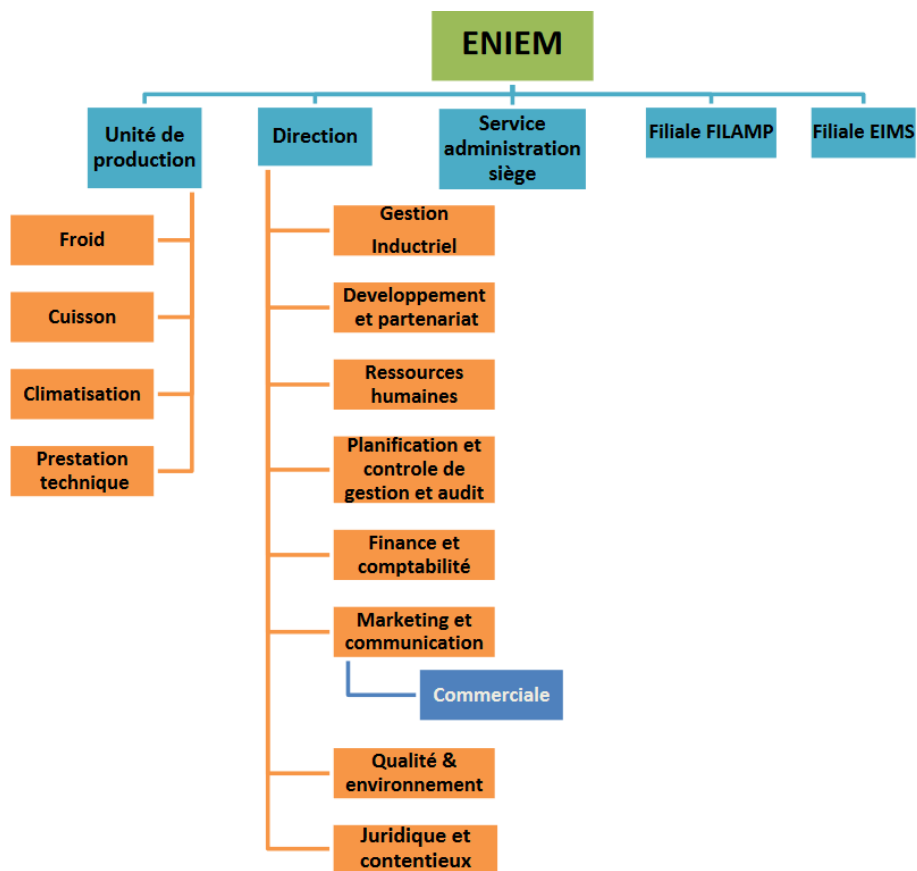 ENIEM
Unité de
production
Direction
Service
administration
siège
Filiale FILAMP
Filiale EIMS
Froid
Cuisson
Climatisation
Prestation
technique
Gestion
Inductriel
Developpement
et partenariat
Ressources
humaines
Planification et
controle de
gestion et audit
Finance et
comptabilité
Marketing et
communication
Commerciale
Qualité &
environnement
Juridique et
contentieux